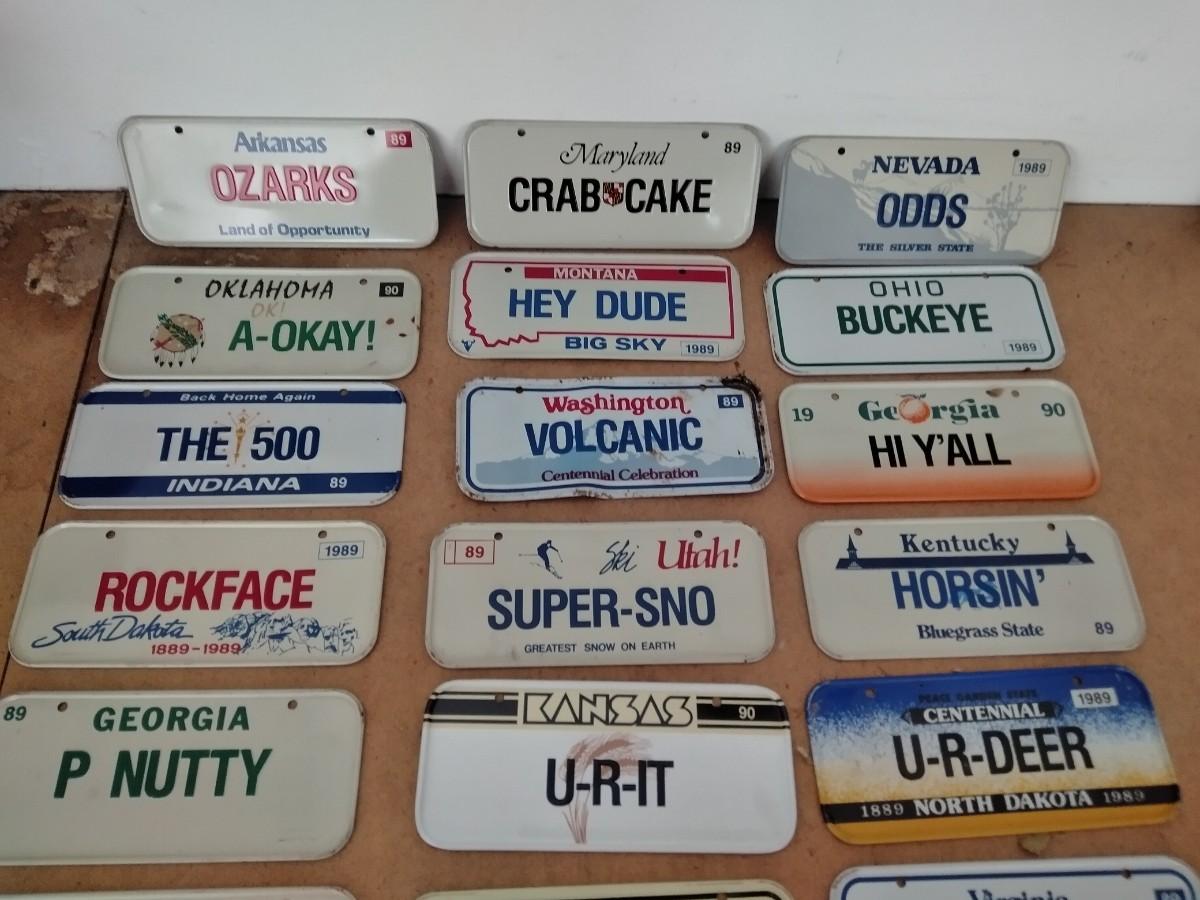 Arkansas 89
OZARKS
Land of Opportunity
Maryland 89
CRAB CAKE
NEVADA 1989
ODDS
THE SILVER STATE
OKLAHOMA 90
OK!
A-OKAY!
MONTANA
HEY DUDE
BIG SKY 1989
OHIO
BUCKEYE
1989
Back Home Again
THE 500
INDIANA 89
Washington 89
VOLCANIC
Centennial Celebration
19 Georgia 90
HI Y'ALL
1989
ROCKFACE
South Dakota
1889-1989
89 Ski Utah!
SUPER-SNO
GREATEST SNOW ON EARTH
Kentucky
HORSIN'
Bluegrass State 89
89 GEORGIA
P NUTTY
KANSAS 90
U-R-IT
PEACE GARDEN STATE 1989
CENTENNIAL
U-R-DEER
1889 NORTH DAKOTA 1989
Virginia